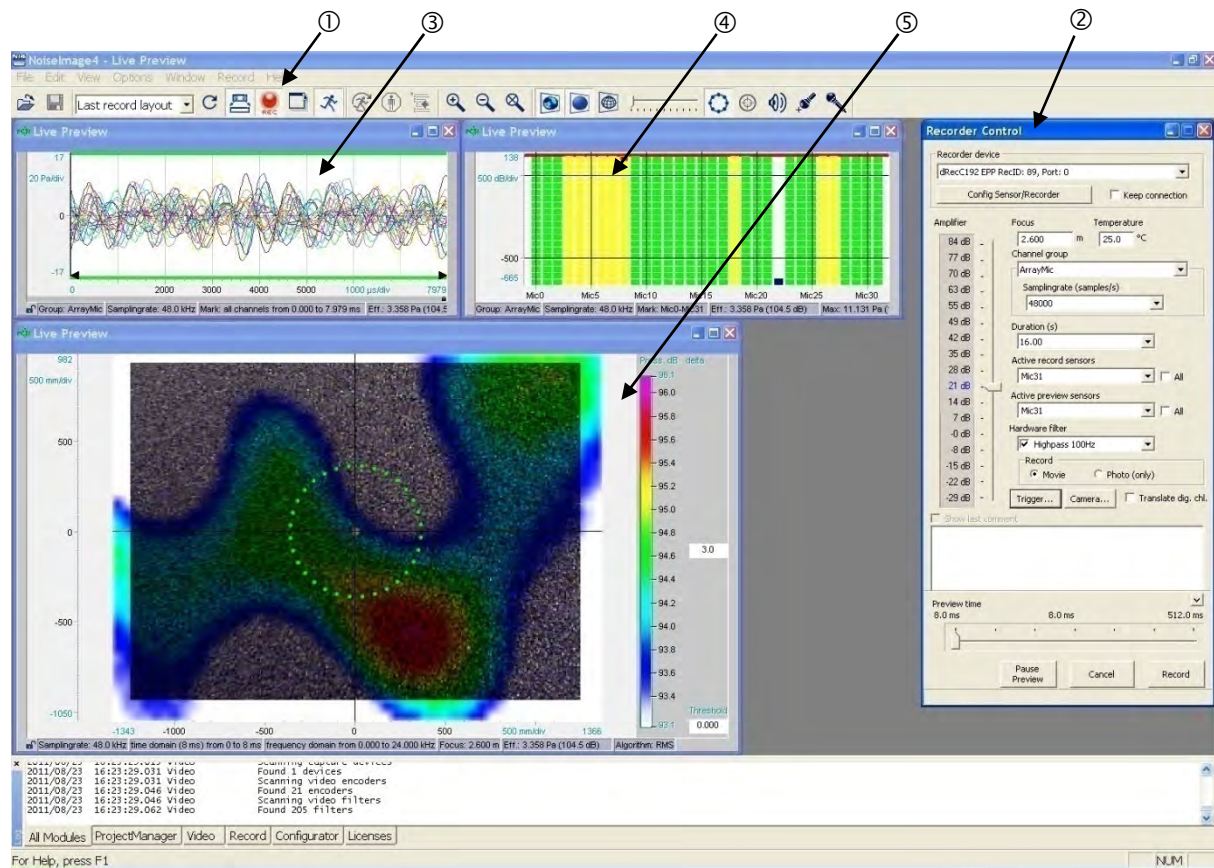 ① ③ ④ ⑤ ②
NoiseImage4 - Live Preview
File Edit View Options Window Record Help
Last record layout
REC
Live Preview
17
20 Pa/div
0
-17
0 2000 3000 4000 5000 1000 µs/div 7979
Group: ArrayMic Samplingrate: 48.0 kHz Mark: all channels from 0.000 to 7.979 ms Eff.: 3.358 Pa (104.5
Live Preview
138
500 dB/div
-500
-665
Mic0 Mic5 Mic10 Mic15 Mic20 Mic25 Mic30
Group: ArrayMic Samplingrate: 48.0 kHz Mark: Mic0-Mic31 Eff.: 3.358 Pa (104.5 dB) Max: 11.131 Pa (
Live Preview
982
500 mm/div
500
0
-500
-1050
-1343 -1000 -500 0 500 500 mm/div 1366
Press. dB delta
96.1
96.0
95.8
95.6
95.4
95.2
95.0
94.8
94.6
94.4
94.2
94.0
93.8
93.6
93.4
93.1
3.0
Threshold
0.000
Samplingrate: 48.0 kHz time domain (8 ms) from 0 to 8 ms frequency domain from 0.000 to 24.000 kHz Focus: 2.600 m Eff.: 3.358 Pa (104.5 dB) Algorithm: RMS
Recorder Control
Recorder device
dRecC192 EPP RecID: 89, Port: 0
Config Sensor/Recorder Keep connection
Amplifier
84 dB
77 dB
70 dB
63 dB
55 dB
49 dB
42 dB
35 dB
28 dB
21 dB
14 dB
7 dB
-0 dB
-8 dB
-15 dB
-22 dB
-29 dB
Focus Temperature
2.600 m 25.0 °C
Channel group
ArrayMic
Samplingrate (samples/s)
48000
Duration (s)
16.00
Active record sensors
Mic31 All
Active preview sensors
Mic31 All
Hardware filter
Highpass 100Hz
Record
Movie Photo (only)
Trigger... Camera... Translate dig. chl.
Show last comment
Preview time
8.0 ms 8.0 ms 512.0 ms
Pause Preview Cancel Record
2011/08/23 16:23:29.015 Video Scanning capture devices
2011/08/23 16:23:29.031 Video Found 1 devices
2011/08/23 16:23:29.031 Video Scanning video encoders
2011/08/23 16:23:29.046 Video Found 21 encoders
2011/08/23 16:23:29.046 Video Scanning video filters
2011/08/23 16:23:29.062 Video Found 205 filters
All Modules ProjectManager Video Record Configurator Licenses
For Help, press F1
NUM